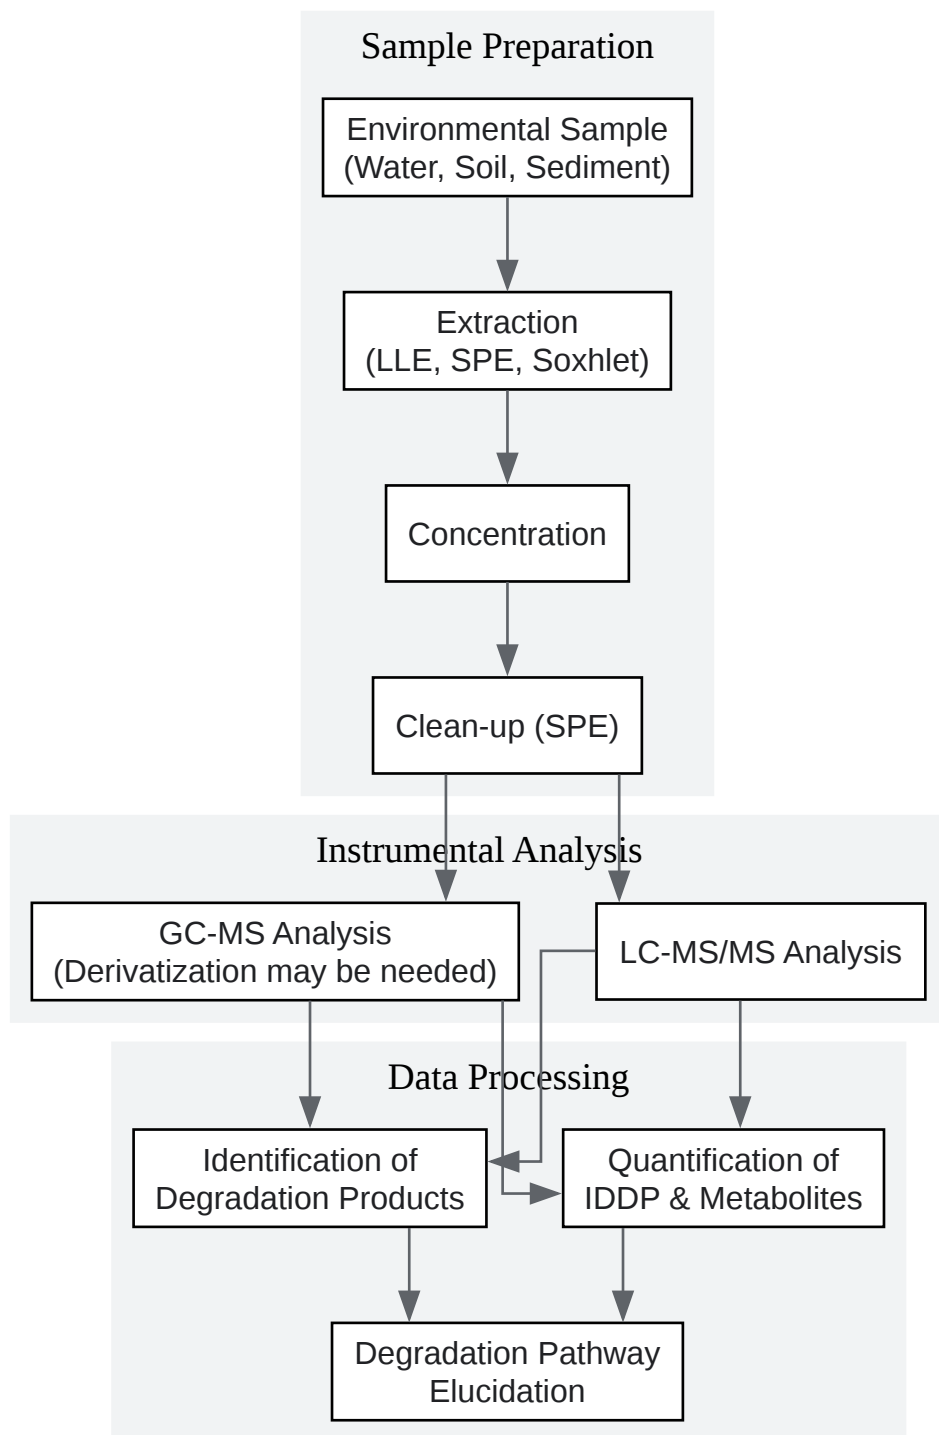 Sample Preparation
Environmental Sample
(Water, Soil, Sediment)
Extraction
(LLE, SPE, Soxhlet)
Concentration
Clean-up (SPE)
Instrumental Analysis
GC-MS Analysis
(Derivatization may be needed)
LC-MS/MS Analysis
Data Processing
Identification of
Degradation Products
Quantification of
IDDP & Metabolites
Degradation Pathway
Elucidation